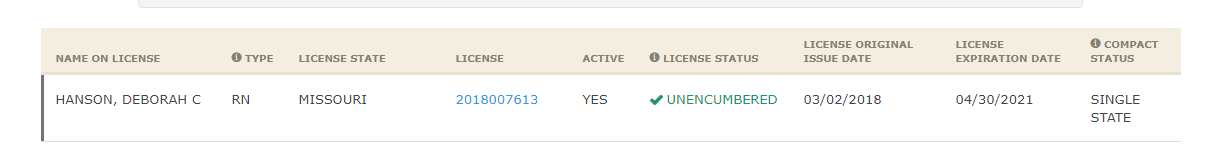 NAME ON LICENSE TYPE LICENSE STATE LICENSE ACTIVE LICENSE STATUS LICENSE ORIGINAL ISSUE DATE LICENSE EXPIRATION DATE COMPACT STATUS
HANSON, DEBORAH C RN MISSOURI 2018007613 YES UNENCUMBERED 03/02/2018 04/30/2021 SINGLE STATE